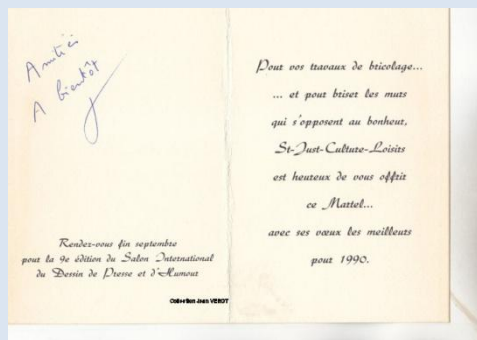 Amitiés
A bientôt
Rendez-vous fin septembre
pour la 9e édition du Salon International
du Dessin de Presse et d'Humour
Collection Jean VEROT
Pour vos travaux de bricolage...
... et pour briser les murs
qui s'opposent au bonheur,
St-Just-Culture-Loisirs
est heureux de vous offrir
ce Martel...
avec ses vœux les meilleurs
pour 1990.